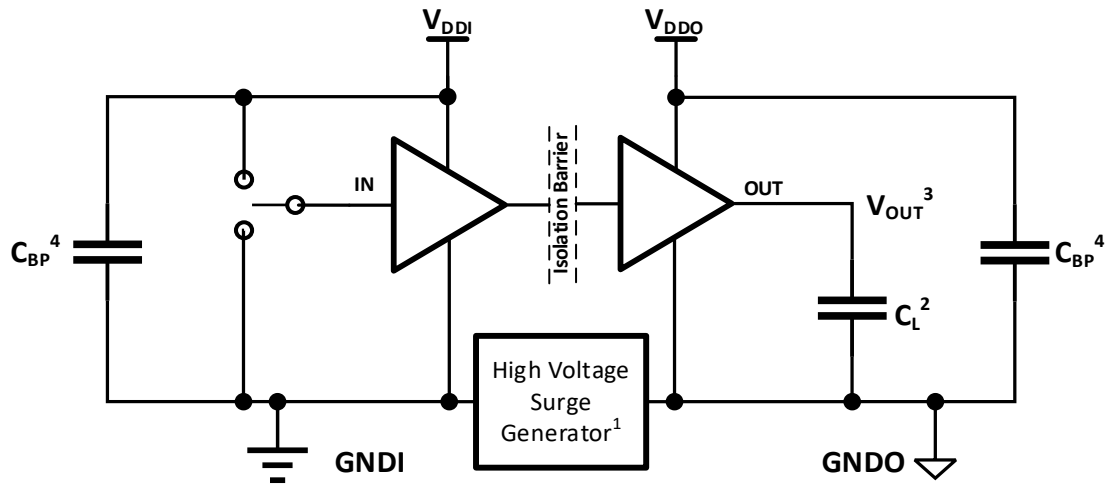 VDDI
VDDO
IN
Isolation Barrier
OUT
VOUT3
CBP4
CBP4
CL2
High Voltage
Surge
Generator1
GNDI
GNDO